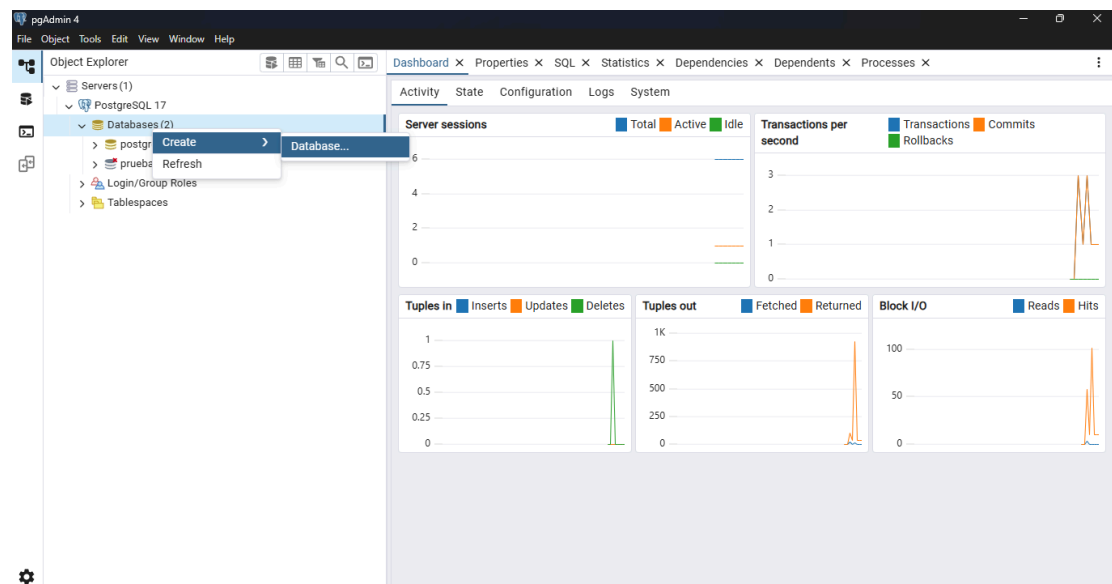 pgAdmin 4
File Object Tools Edit View Window Help
Object Explorer
Servers (1)
PostgreSQL 17
Databases (2)
postgr
Create
Database...
prueba
Refresh
Login/Group Roles
Tablespaces
Dashboard Properties SQL Statistics Dependencies Dependents Processes
Activity State Configuration Logs System
Server sessions Total Active Idle
6
4
2
0
Transactions per second Transactions Commits Rollbacks
3
2
1
0
Tuples in Inserts Updates Deletes
1
0.75
0.5
0.25
0
Tuples out Fetched Returned
1K
750
500
250
0
Block I/O Reads Hits
100
50
0